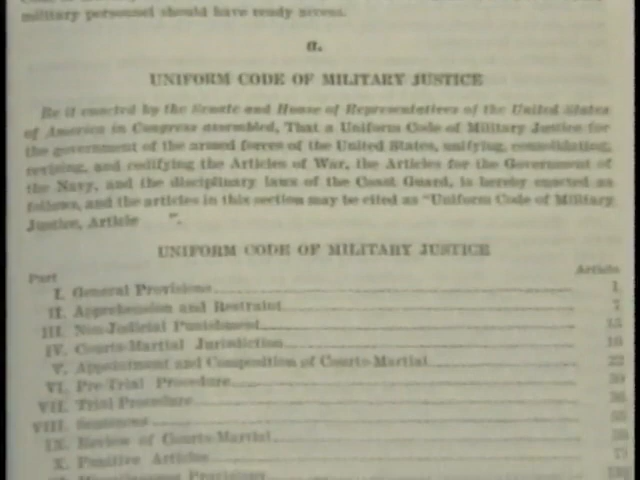 military personnel should have ready access.
a.
UNIFORM CODE OF MILITARY JUSTICE
Be it enacted by the Senate and House of Representatives of the United States
of America in Congress assembled, That a Uniform Code of Military Justice for
the government of the armed forces of the United States, unifying, consolidating,
revising, and codifying the Articles of War, the Articles for the Government of
the Navy, and the disciplinary laws of the Coast Guard, is hereby enacted as
follows, and the articles in this section may be cited as "Uniform Code of Military
Justice, Article ".
UNIFORM CODE OF MILITARY JUSTICE
Part Article
I. General Provisions 1
II. Apprehension and Restraint 7
III. Non-Judicial Punishment 15
IV. Courts-Martial Jurisdiction
V. Appointment and Composition of Courts-Martial 22
VI. Pre-Trial Procedure
VII. Trial Procedure 36
VIII. Sentences 55
IX. Review of Courts-Martial
X. Punitive Articles
Miscellaneous Provisions